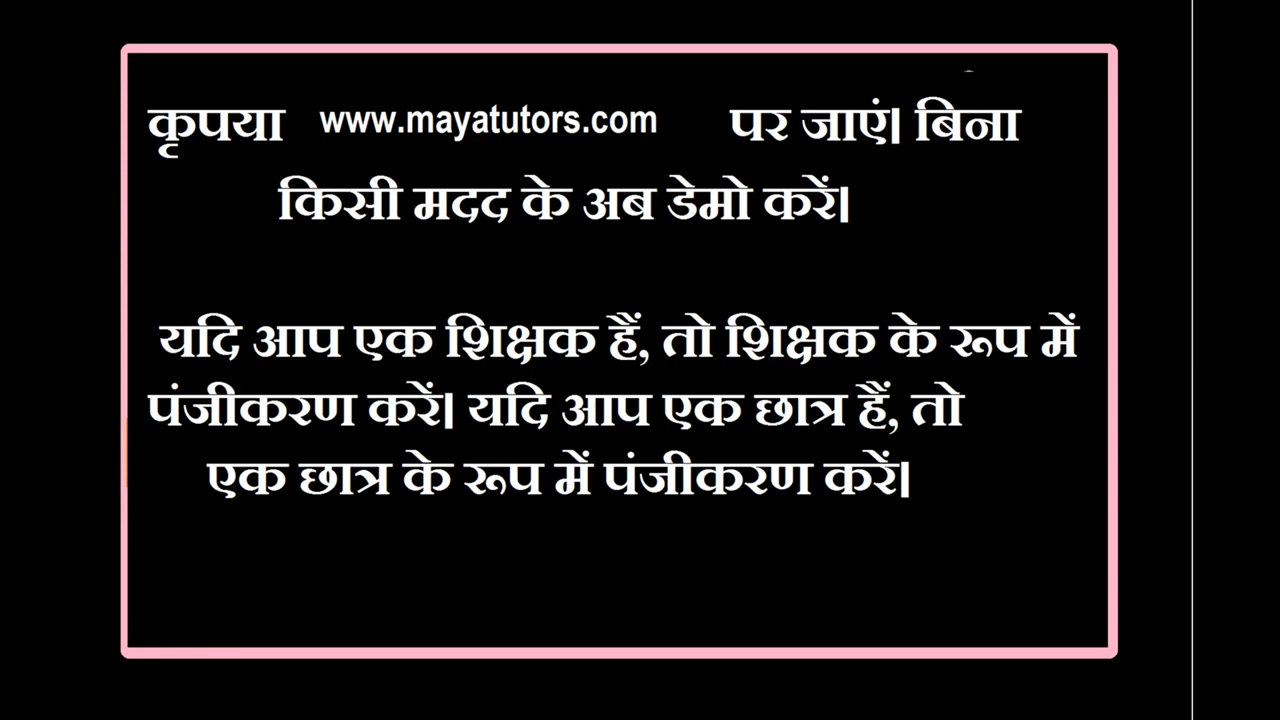 कृपया www.mayatutors.com पर जाएं। बिना
किसी मदद के अब डेमो करें।
यदि आप एक शिक्षक हैं, तो शिक्षक के रूप में
पंजीकरण करें। यदि आप एक छात्र हैं, तो
एक छात्र के रूप में पंजीकरण करें।